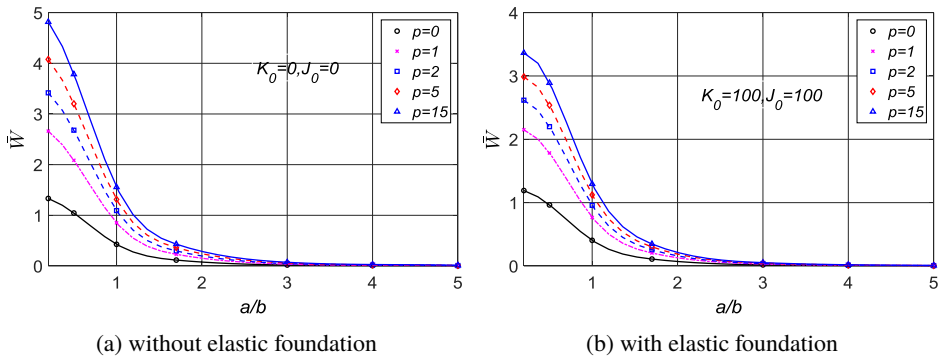 5
4
3
2
1
0
W̄
1
2
3
4
5
a/b
K₀=0,J₀=0
p=0
p=1
p=2
p=5
p=15
(a) without elastic foundation
4
3
2
1
0
W̄
0
1
2
3
4
5
a/b
K₀=100,J₀=100
p=0
p=1
p=2
p=5
p=15
(b) with elastic foundation